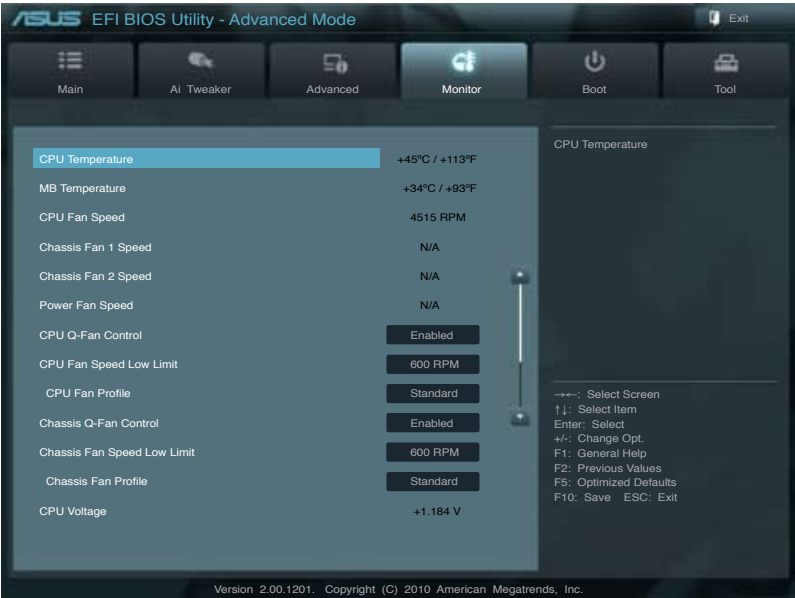 ASUS EFI BIOS Utility - Advanced Mode
Exit
Main
Ai Tweaker
Advanced
Monitor
Boot
Tool
CPU Temperature +45ºC / +113ºF
MB Temperature +34ºC / +93ºF
CPU Fan Speed 4515 RPM
Chassis Fan 1 Speed N/A
Chassis Fan 2 Speed N/A
Power Fan Speed N/A
CPU Q-Fan Control Enabled
CPU Fan Speed Low Limit 600 RPM
CPU Fan Profile Standard
Chassis Q-Fan Control Enabled
Chassis Fan Speed Low Limit 600 RPM
Chassis Fan Profile Standard
CPU Voltage +1.184 V
CPU Temperature
→←: Select Screen
↑↓: Select Item
Enter: Select
+/-: Change Opt.
F1: General Help
F2: Previous Values
F5: Optimized Defaults
F10: Save ESC: Exit
Version 2.00.1201. Copyright (C) 2010 American Megatrends, Inc.